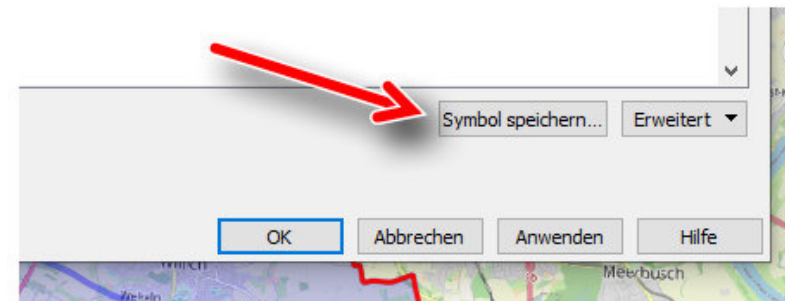 Symbol speichern...
Erweitert
OK
Abbrechen
Anwenden
Hilfe
Meerbusch